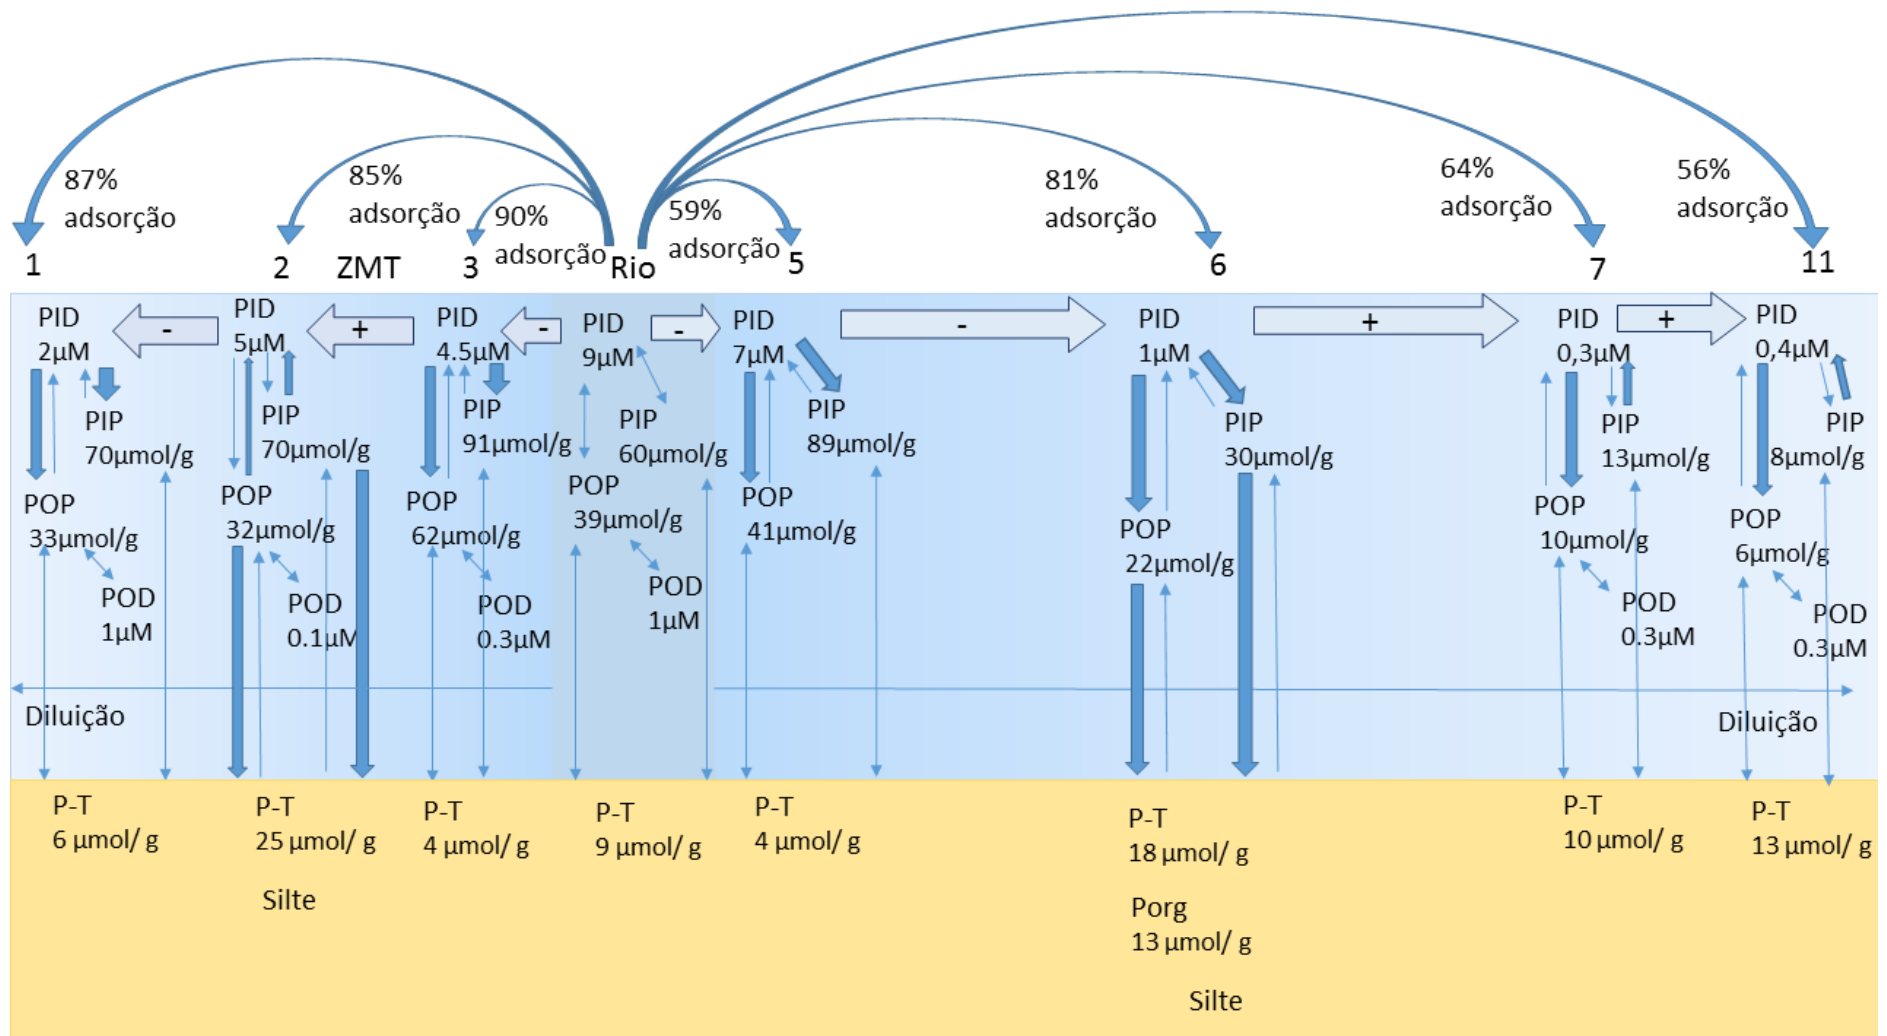 87%
adsorção
85%
adsorção
90%
adsorção
59%
adsorção
81%
adsorção
64%
adsorção
56%
adsorção
1
2
ZMT
3
Rio
5
6
7
11
-
+
-
-
-
+
+
PID
2µM
PIP
70µmol/g
POP
33µmol/g
POD
1µM
PID
5µM
PIP
70µmol/g
POP
32µmol/g
POD
0.1µM
PID
4.5µM
PIP
91µmol/g
POP
62µmol/g
POD
0.3µM
PID
9µM
PIP
60µmol/g
POP
39µmol/g
POD
1µM
PID
7µM
PIP
89µmol/g
POP
41µmol/g
PID
1µM
PIP
30µmol/g
POP
22µmol/g
PID
0,3µM
PIP
13µmol/g
POP
10µmol/g
POD
0.3µM
PID
0,4µM
PIP
8µmol/g
POP
6µmol/g
POD
0.3µM
Diluição
Diluição
P-T
6 µmol/ g
P-T
25 µmol/ g
Silte
P-T
4 µmol/ g
P-T
9 µmol/ g
P-T
4 µmol/ g
P-T
18 µmol/ g
Porg
13 µmol/ g
Silte
P-T
10 µmol/ g
P-T
13 µmol/ g